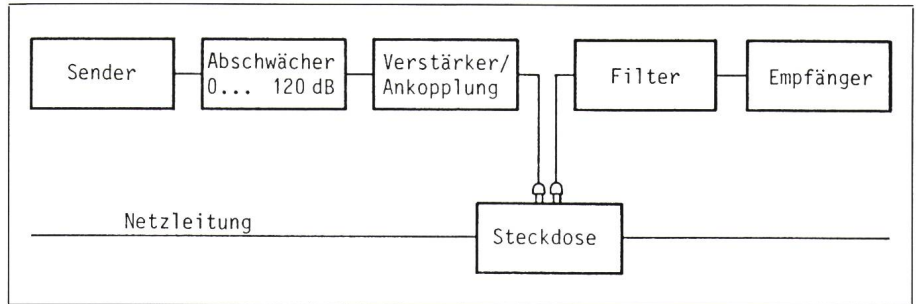 Sender
Abschwächer
0... 120 dB
Verstärker/
Ankopplung
Filter
Empfänger
Netzleitung
Steckdose